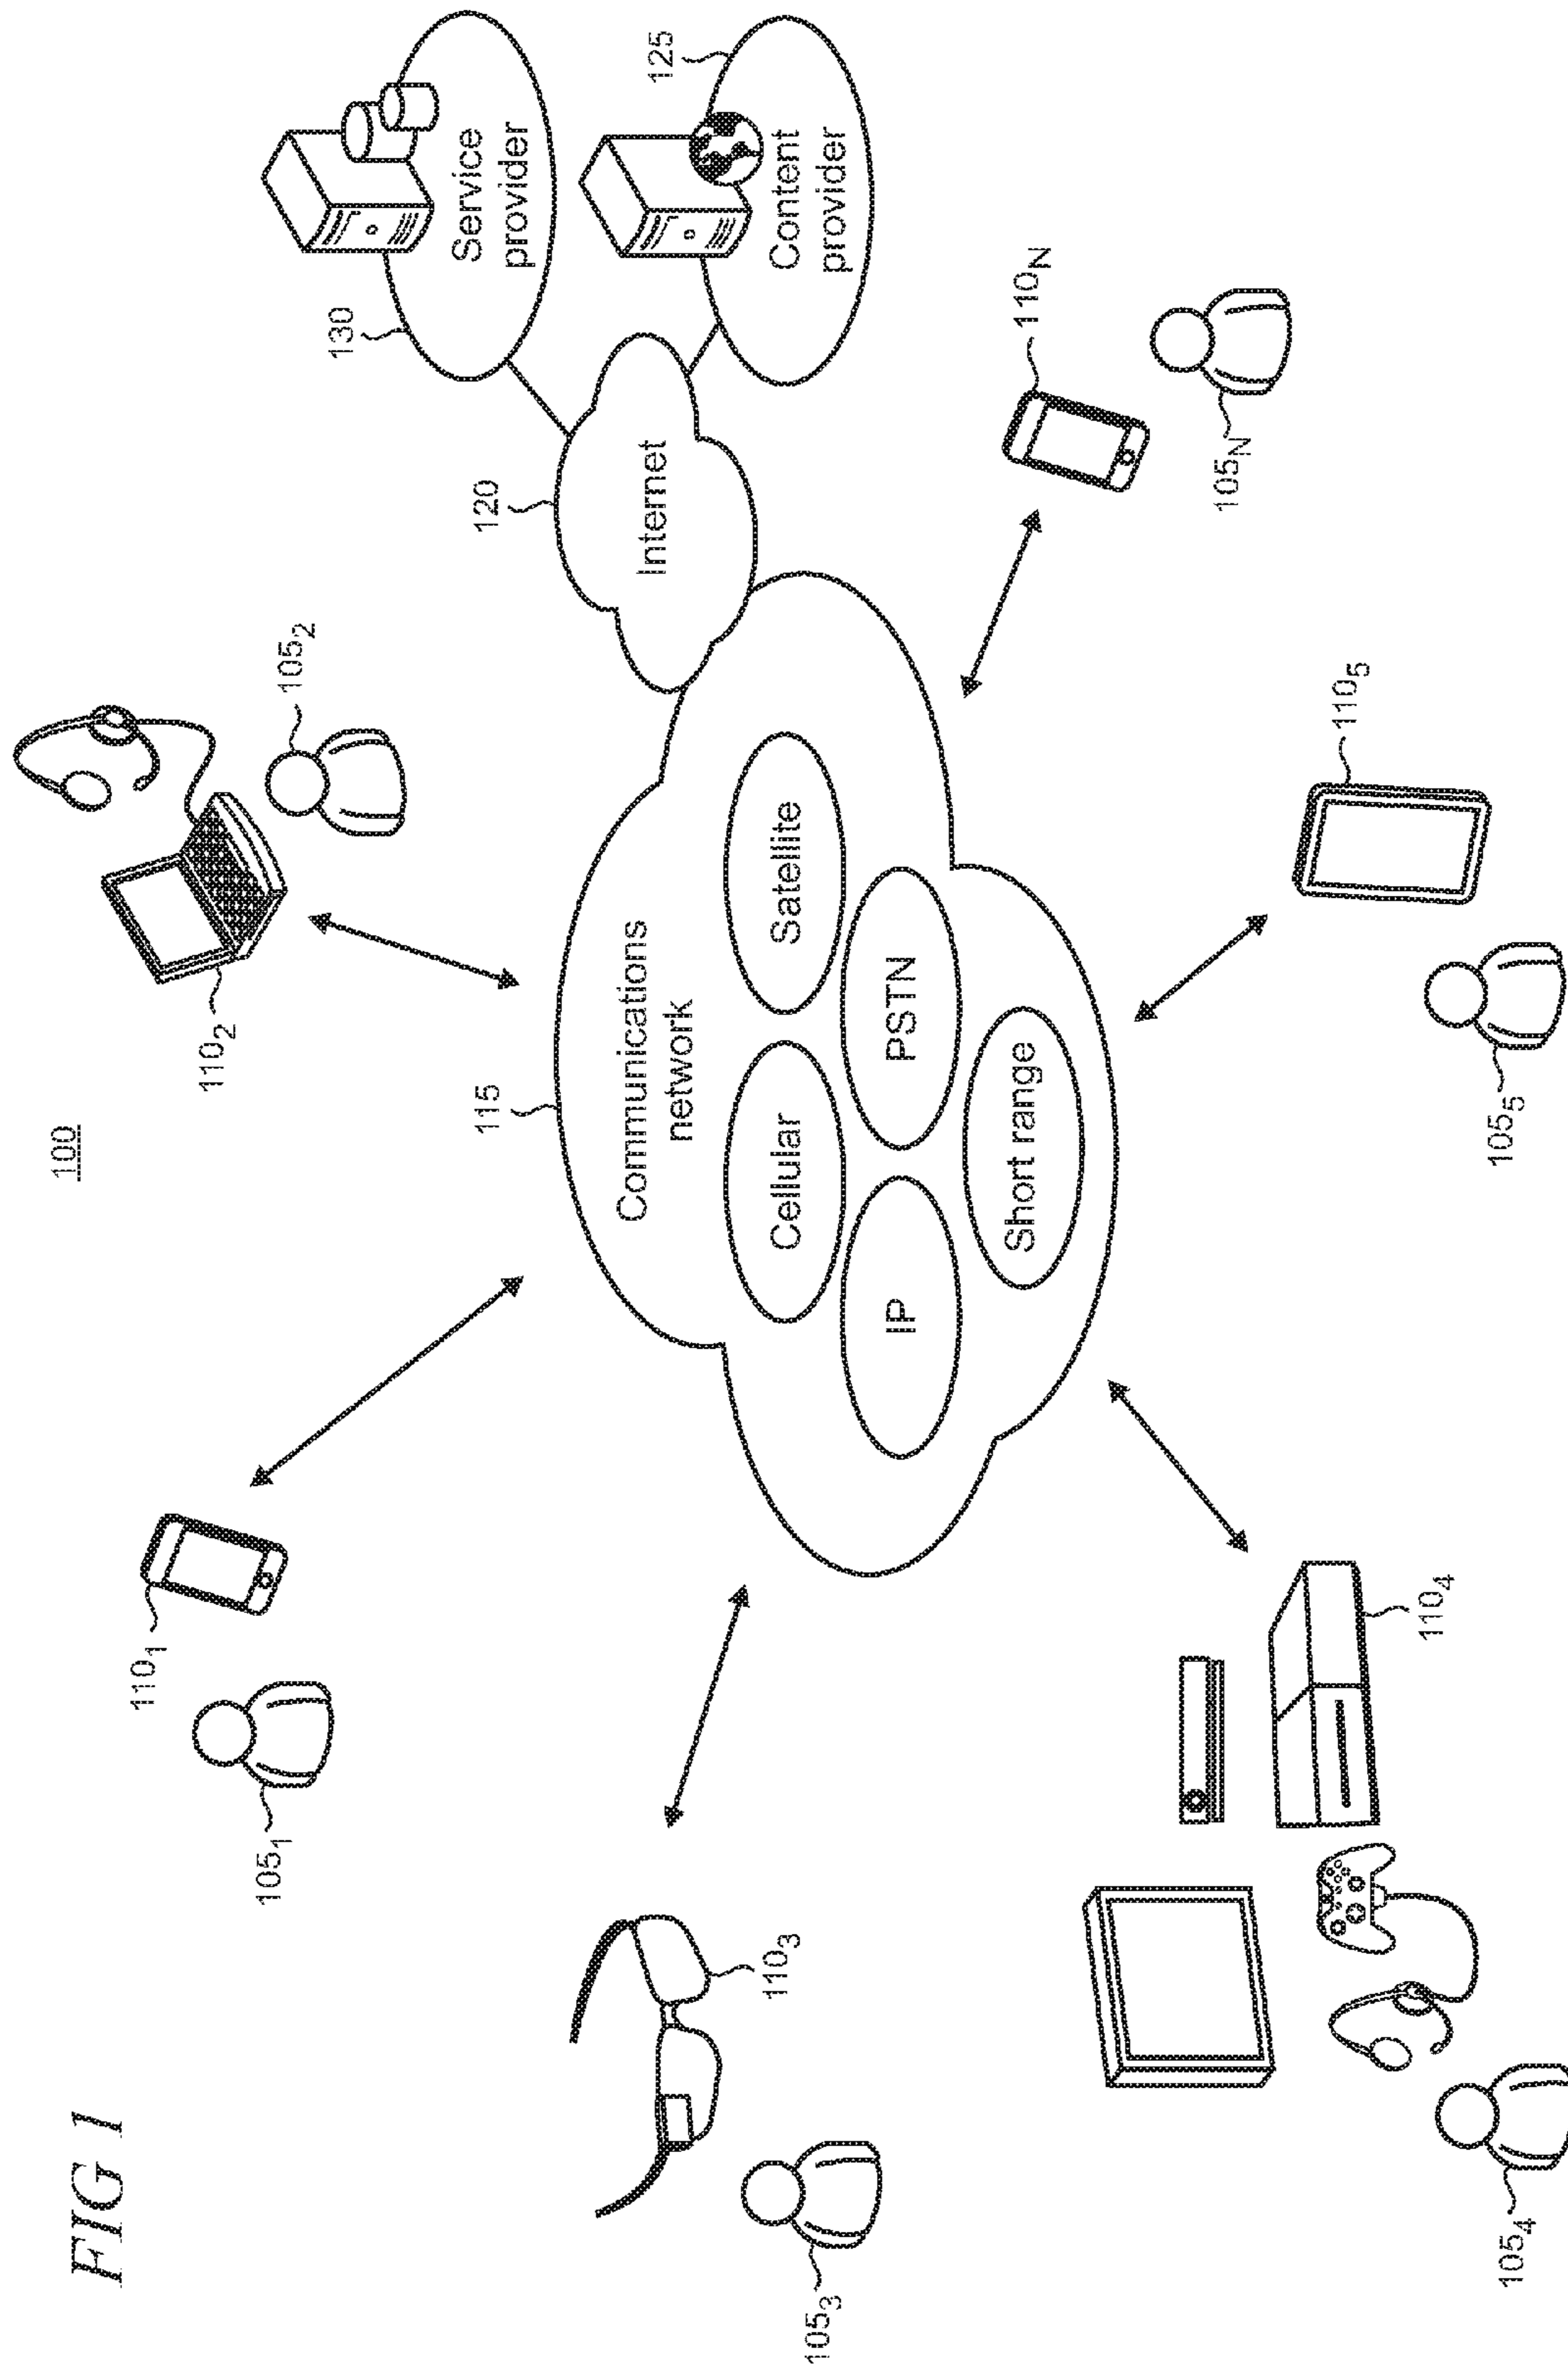 FIG 1
100
110₁
105₁
110₂
105₂
130
Service
provider
125
Content
provider
120
Internet
115
Communications
network
Cellular
Satellite
IP
PSTN
Short range
110₃
105₃
110₄
105₄
110₅
105₅
110N
105N